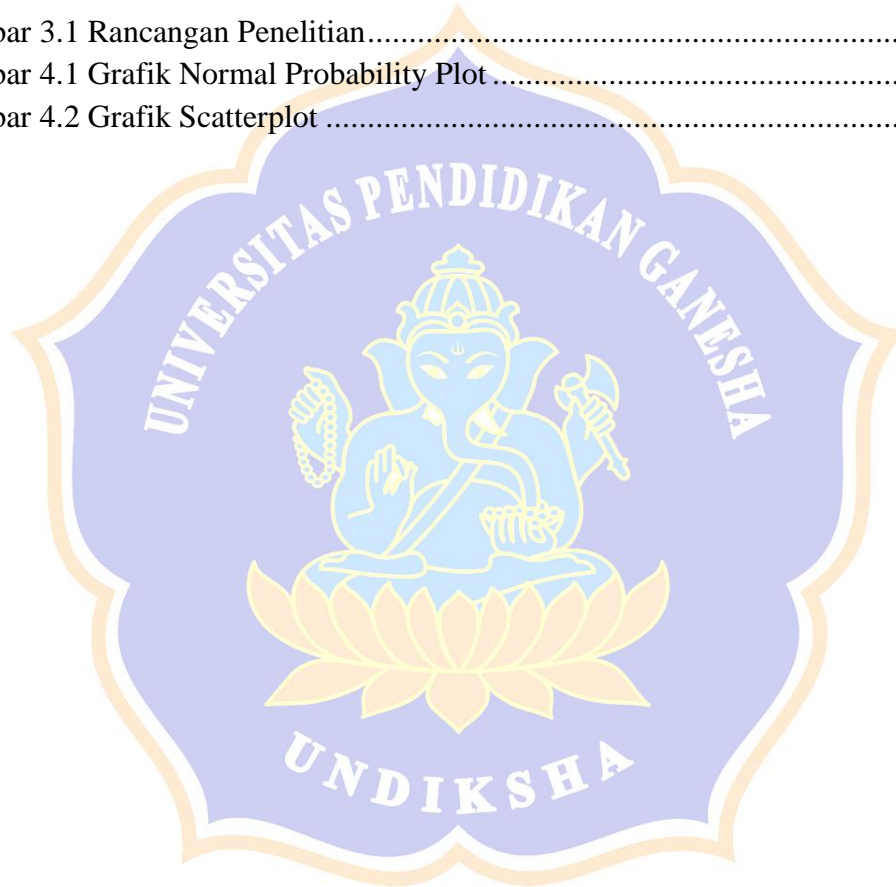 bar 3.1 Rancangan Penelitian
bar 4.1 Grafik Normal Probability Plot
bar 4.2 Grafik Scatterplot
UNIVERSITAS PENDIDIKAN GANESHA
UNDIKSHA